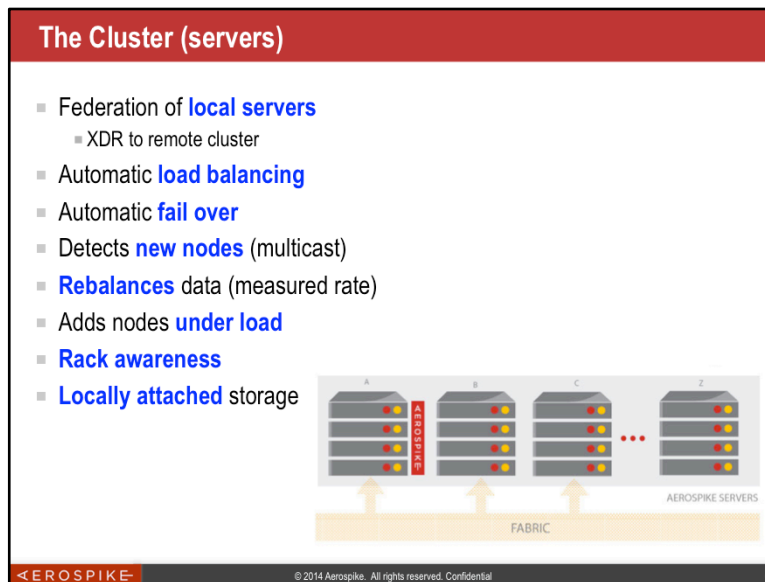 The Cluster (servers)
Federation of local servers
XDR to remote cluster
Automatic load balancing
Automatic fail over
Detects new nodes (multicast)
Rebalances data (measured rate)
Adds nodes under load
Rack awareness
Locally attached storage
A
B
C
Z
AEROSPIKE
AEROSPIKE SERVERS
FABRIC
AEROSPIKE
© 2014 Aerospike. All rights reserved. Confidential